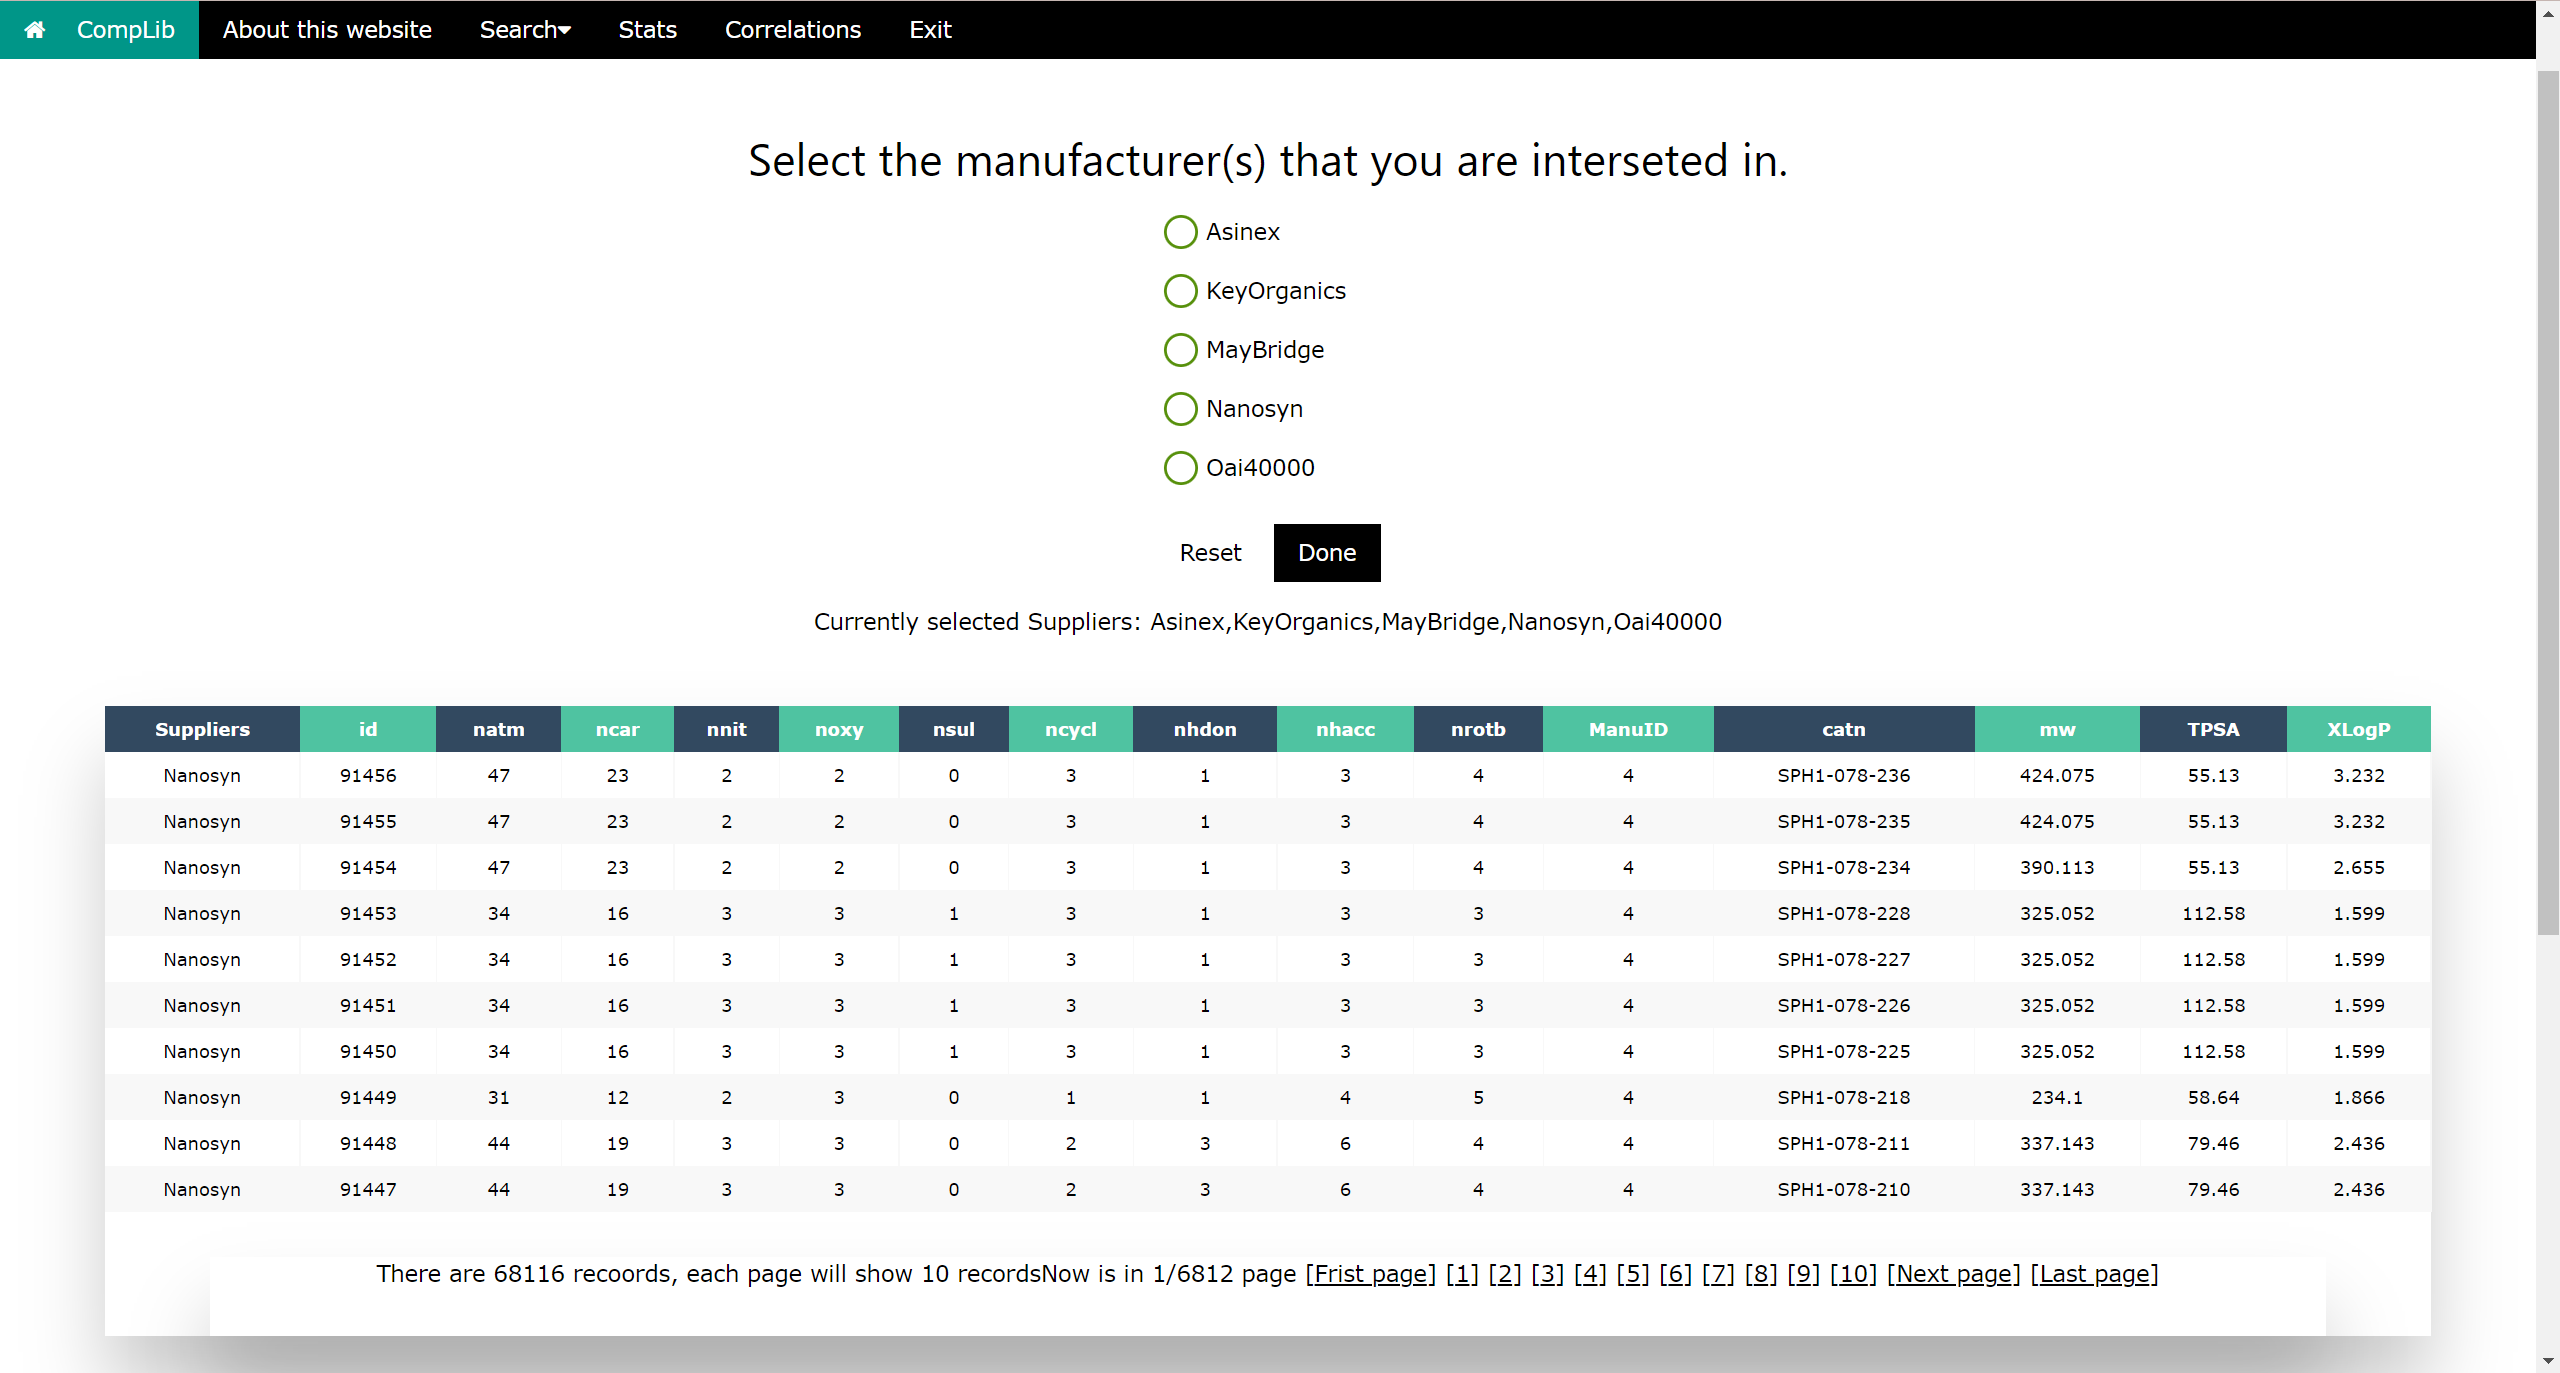 CompLib About this website Search Stats Correlations Exit
Select the manufacturer(s) that you are interseted in.
Asinex
KeyOrganics
MayBridge
Nanosyn
Oai40000
Reset Done
Currently selected Suppliers: Asinex,KeyOrganics,MayBridge,Nanosyn,Oai40000
Suppliers id natm ncar nnit noxy nsul ncycl nhdon nhacc nrotb ManuID catn mw TPSA XLogP
Nanosyn 91456 47 23 2 2 0 3 1 3 4 4 SPH1-078-236 424.075 55.13 3.232
Nanosyn 91455 47 23 2 2 0 3 1 3 4 4 SPH1-078-235 424.075 55.13 3.232
Nanosyn 91454 47 23 2 2 0 3 1 3 4 4 SPH1-078-234 390.113 55.13 2.655
Nanosyn 91453 34 16 3 3 1 3 1 3 3 4 SPH1-078-228 325.052 112.58 1.599
Nanosyn 91452 34 16 3 3 1 3 1 3 3 4 SPH1-078-227 325.052 112.58 1.599
Nanosyn 91451 34 16 3 3 1 3 1 3 3 4 SPH1-078-226 325.052 112.58 1.599
Nanosyn 91450 34 16 3 3 1 3 1 3 3 4 SPH1-078-225 325.052 112.58 1.599
Nanosyn 91449 31 12 2 3 0 1 1 4 5 4 SPH1-078-218 234.1 58.64 1.866
Nanosyn 91448 44 19 3 3 0 2 3 6 4 4 SPH1-078-211 337.143 79.46 2.436
Nanosyn 91447 44 19 3 3 0 2 3 6 4 4 SPH1-078-210 337.143 79.46 2.436
There are 68116 recoords, each page will show 10 recordsNow is in 1/6812 page [Frist page] [1] [2] [3] [4] [5] [6] [7] [8] [9] [10] [Next page] [Last page]